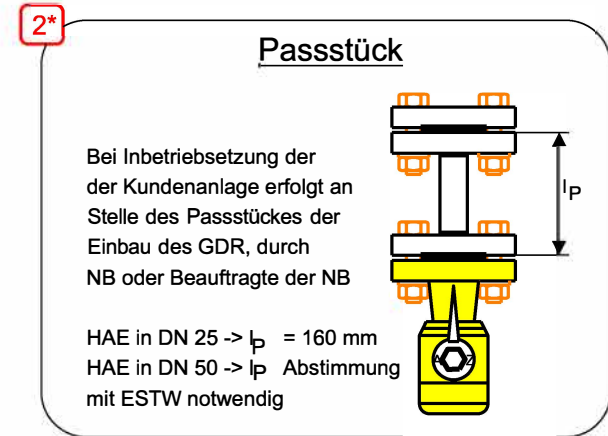 2*
Passstück
Bei Inbetriebsetzung der
der Kundenanlage erfolgt an
Stelle des Passstückes der
Einbau des GDR, durch
NB oder Beauftragte der NB
HAE in DN 25 -> lP = 160 mm
HAE in DN 50 -> lP Abstimmung
mit ESTW notwendig
lP
A Z